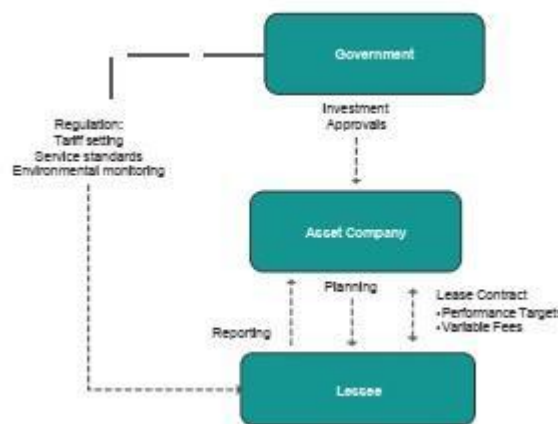 Government
Investment
Approvals
Regulation:
Tariff setting
Service standards
Environmental monitoring
Asset Company
Planning
Lease Contract
•Performance Targets
•Variable Fees
Reporting
Lessee